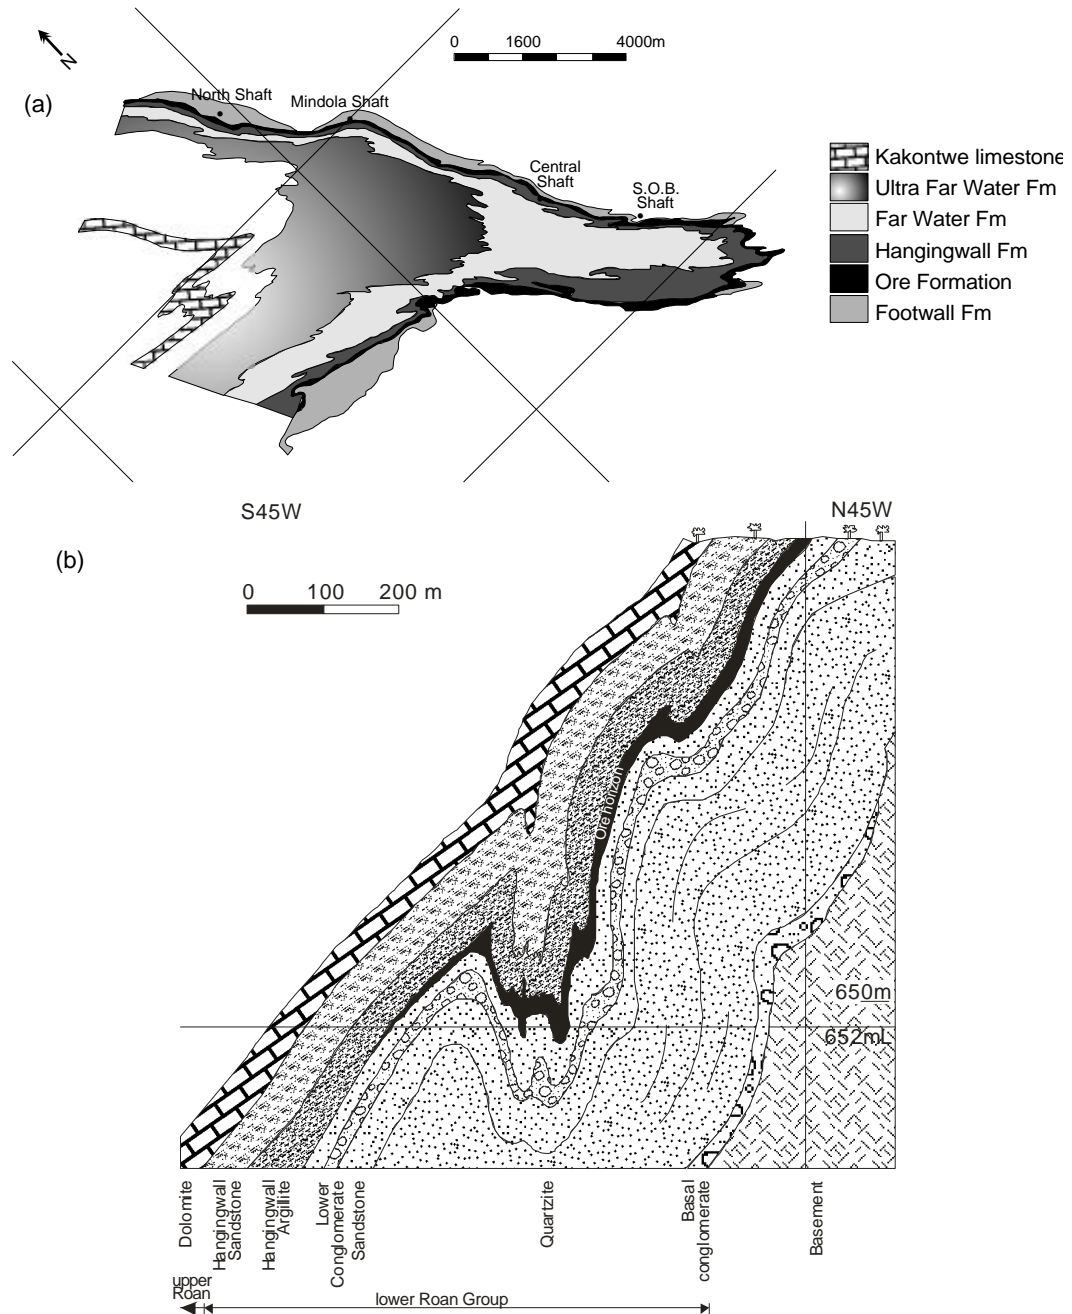 N
0 1600 4000m
(a)
North Shaft
Mindola Shaft
Central
Shaft
S.O.B.
Shaft
Kakontwe limestone
Ultra Far Water Fm
Far Water Fm
Hangingwall Fm
Ore Formation
Footwall Fm
S45W
N45W
(b)
0 100 200 m
Ore horizon
650m
652mL
Dolomite
Hangingwall
Sandstone
Hangingwall
Argillite
Lower
Conglomerate
Sandstone
Quartzite
Basal
conglomerate
Basement
upper
Roan
lower Roan Group